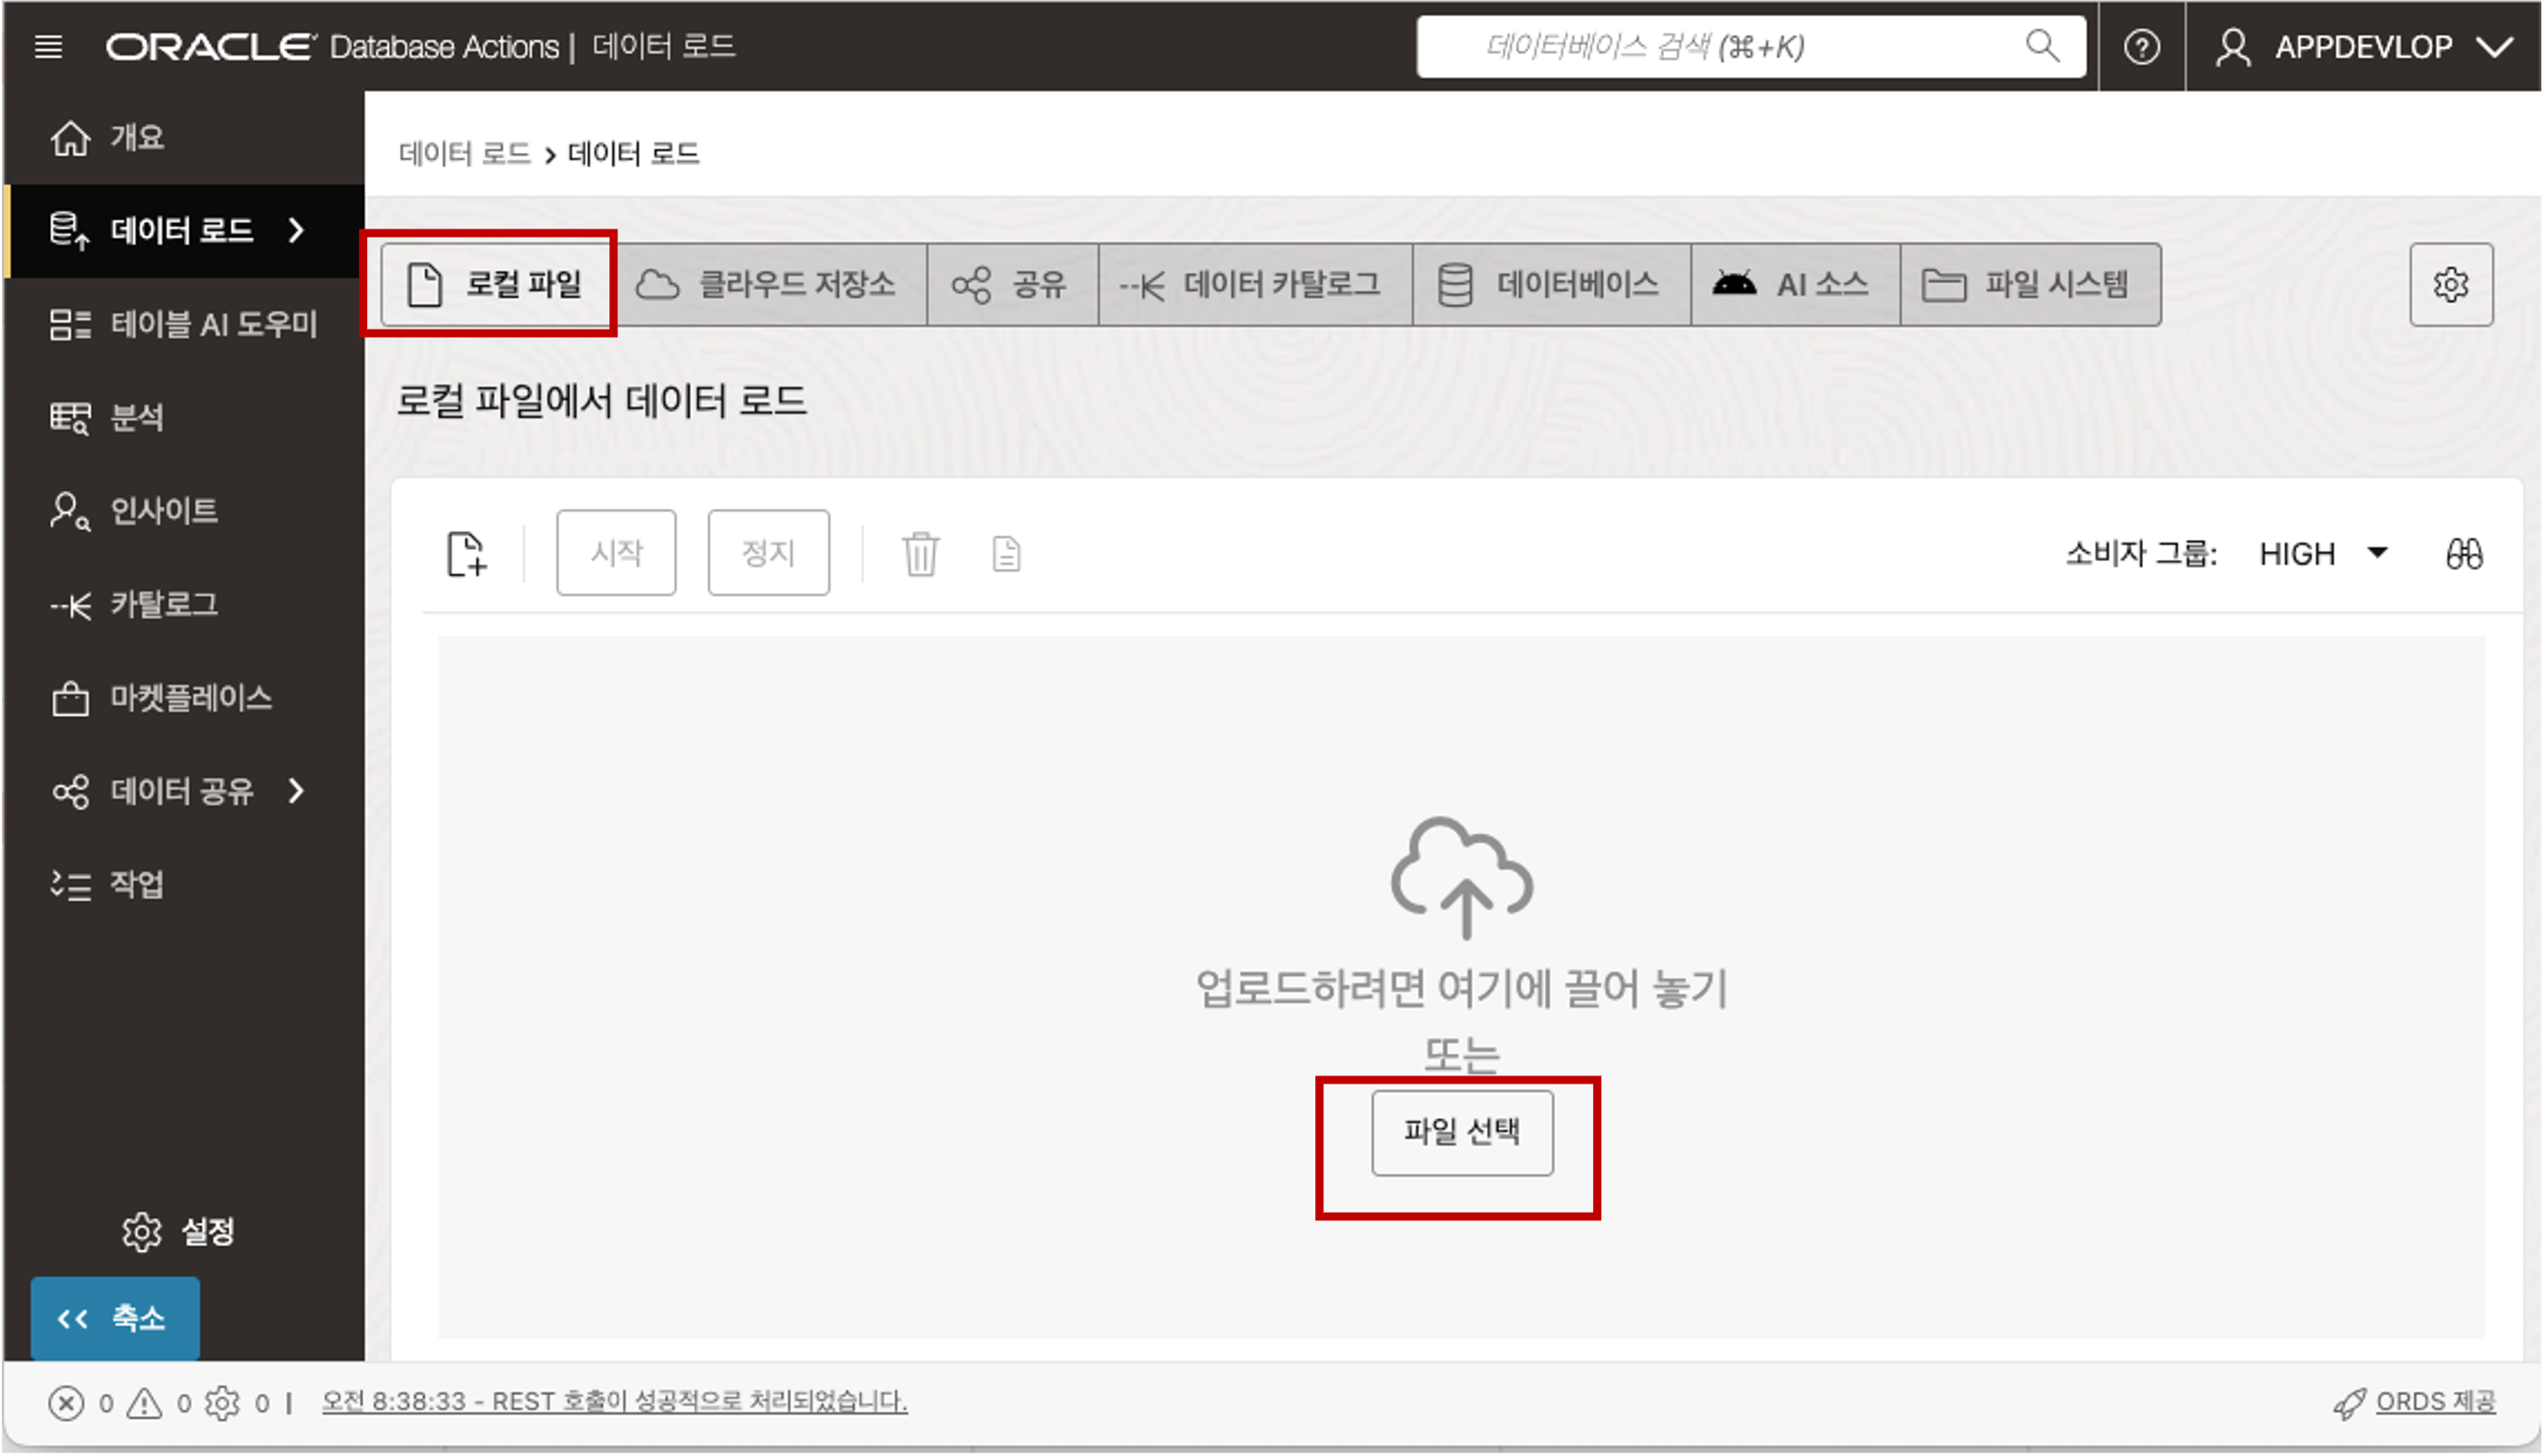 ORACLE Database Actions | 데이터 로드
데이터베이스 검색 (⌘+K)
APPDEVLOP
개요
데이터 로드
테이블 AI 도우미
분석
인사이트
카탈로그
마켓플레이스
데이터 공유
작업
설정
축소
데이터 로드 > 데이터 로드
로컬 파일
클라우드 저장소
공유
데이터 카탈로그
데이터베이스
AI 소스
파일 시스템
로컬 파일에서 데이터 로드
시작
정지
소비자 그룹: HIGH
업로드하려면 여기에 끌어 놓기
또는
파일 선택
0 0 0 | 오전 8:38:33 - REST 호출이 성공적으로 처리되었습니다.
ORDS 제공